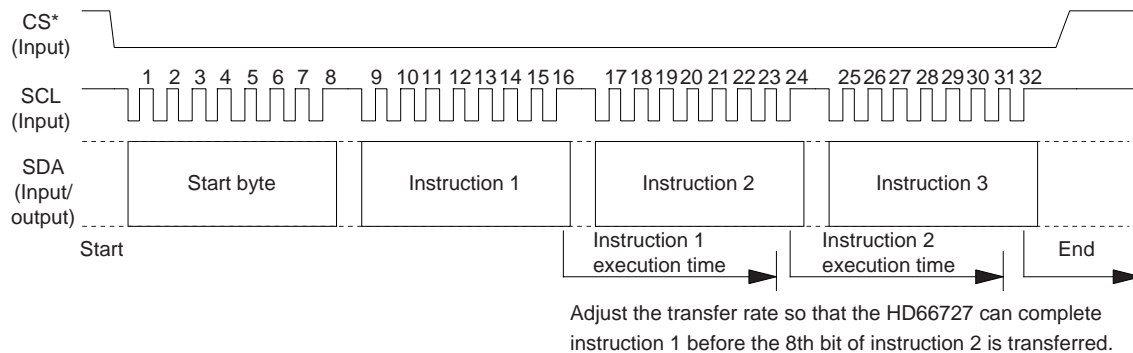 CS*
(Input)
1 2 3 4 5 6 7 8 9 10 11 12 13 14 15 16 17 18 19 20 21 22 23 24 25 26 27 28 29 30 31 32
SCL
(Input)
SDA
(Input/
output)
Start byte
Instruction 1
Instruction 2
Instruction 3
Start
Instruction 1
execution time
Instruction 2
execution time
End
Adjust the transfer rate so that the HD66727 can complete
instruction 1 before the 8th bit of instruction 2 is transferred.